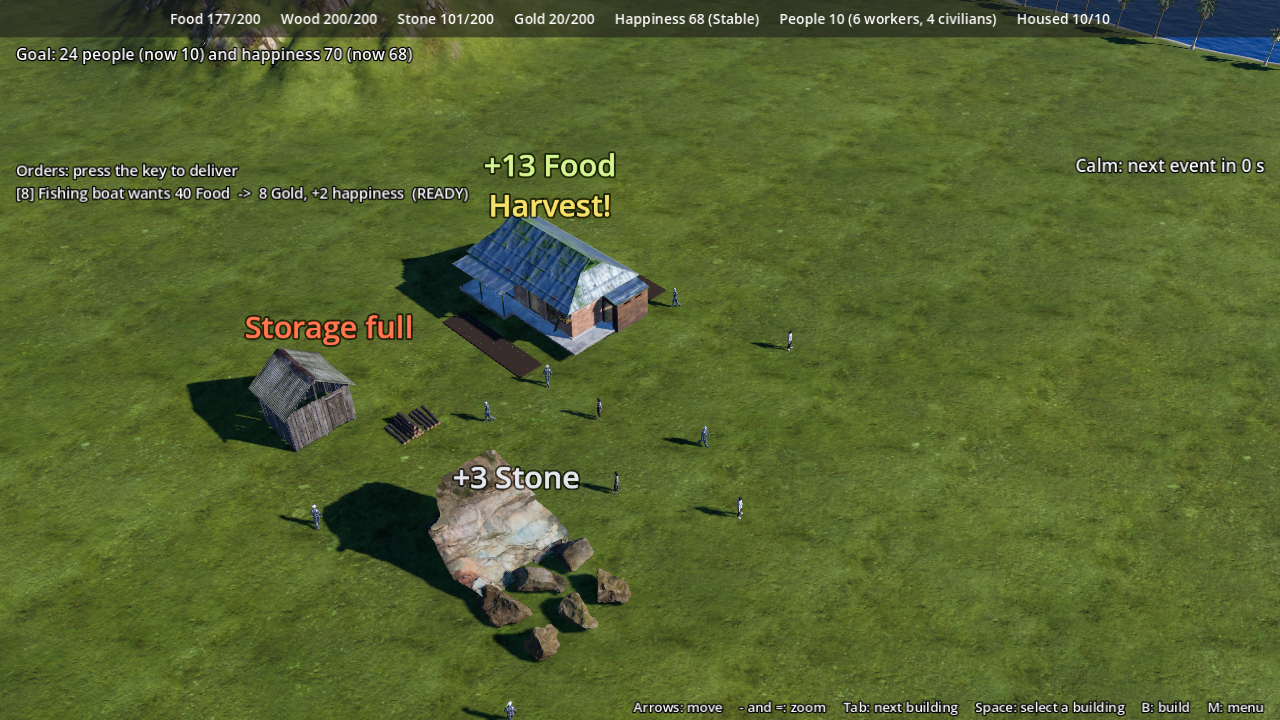 Food 177/200 Wood 200/200 Stone 101/200 Gold 20/200 Happiness 68 (Stable) People 10 (6 workers, 4 civilians) Housed 10/10
Goal: 24 people (now 10) and happiness 70 (now 68)
Orders: press the key to deliver
[8] Fishing boat wants 40 Food -> 8 Gold, +2 happiness (READY)
Calm: next event in 0 s
+13 Food
Harvest!
Storage full
+3 Stone
Arrows: move - and =: zoom Tab: next building Space: select a building B: build M: menu